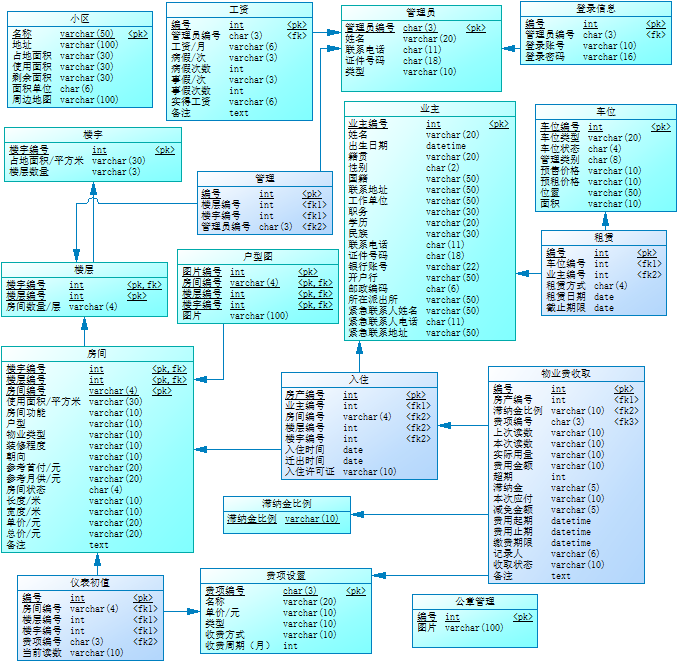 小区
名称 varchar(50) <pk>
地址 varchar(100)
占地面积 varchar(30)
使用面积 varchar(30)
剩余面积 varchar(30)
面积单位 char(6)
周边地图 varchar(100)
工资
编号 int <pk>
管理员编号 char(3) <fk>
工资/月 varchar(6)
病假/次 varchar(3)
病假次数 int
事假/次 varchar(3)
事假次数 int
实得工资 varchar(6)
备注 text
管理员
管理员编号 char(3) <pk>
姓名 varchar(20)
联系电话 char(11)
证件号码 char(18)
类型 varchar(10)
登录信息
编号 int <pk>
管理员编号 char(3) <fk>
登录账号 varchar(10)
登录密码 varchar(16)
楼宇
楼宇编号 int <pk>
占地面积/平方米 varchar(30)
楼层数量 varchar(3)
管理
编号 int <pk>
楼层编号 int <fk1>
楼宇编号 int <fk1>
管理员编号 char(3) <fk2>
业主
业主编号 int <pk>
姓名 varchar(20)
出生日期 datetime
籍贯 varchar(20)
性别 char(2)
国籍 varchar(50)
联系地址 varchar(50)
工作单位 varchar(50)
职务 varchar(30)
学历 varchar(20)
民族 varchar(30)
联系电话 char(11)
证件号码 char(18)
银行账号 varchar(22)
开户行 varchar(50)
邮政编码 char(6)
所在派出所 varchar(50)
紧急联系人姓名 varchar(50)
紧急联系人电话 char(11)
紧急联系地址 varchar(50)
车位
车位编号 int <pk>
车位类型 varchar(20)
车位状态 char(4)
管理类别 char(8)
预售价格 varchar(10)
预租价格 varchar(10)
位置 varchar(50)
面积 varchar(10)
租赁
编号 int <pk>
车位编号 int <fk1>
业主编号 int <fk2>
租赁方式 char(4)
租赁日期 date
截止期限 date
楼层
楼宇编号 int <pk,fk>
楼层编号 int <pk>
房间数量/层 varchar(4)
户型图
图片编号 int <pk>
房间编号 varchar(4) <pk,fk>
楼层编号 int <pk,fk>
楼宇编号 int <pk,fk>
图片 varchar(100)
房间
楼宇编号 int <pk,fk>
楼层编号 int <pk,fk>
房间编号 varchar(4) <pk>
使用面积/平方米 varchar(30)
房间功能 varchar(10)
户型 varchar(10)
物业类型 varchar(10)
装修程度 varchar(10)
朝向 varchar(10)
参考首付/元 varchar(20)
参考月供/元 varchar(20)
房间状态 char(4)
长度/米 varchar(10)
宽度/米 varchar(10)
单价/元 varchar(20)
总价/元 varchar(20)
备注 text
入住
房产编号 int <pk>
业主编号 int <fk1>
房间编号 varchar(4) <fk2>
楼层编号 int <fk2>
楼宇编号 int <fk2>
入住时间 date
迁出时间 date
入住许可证 varchar(10)
物业费收取
编号 int <pk>
房产编号 int <fk1>
滞纳金比例 varchar(10) <fk2>
费项编号 char(3) <fk3>
上次读数 varchar(10)
本次读数 varchar(10)
实际用量 varchar(10)
费用金额 varchar(10)
超期 int
滞纳金 varchar(5)
本次应付 varchar(10)
减免金额 varchar(5)
费用起期 datetime
费用止期 datetime
缴费期限 datetime
记录人 varchar(6)
收取状态 varchar(10)
备注 text
滞纳金比例
滞纳金比例 varchar(10)
仪表初值
编号 int <pk>
房间编号 varchar(4) <fk1>
楼层编号 int <fk1>
楼宇编号 int <fk1>
费项编号 char(3) <fk2>
当前读数 varchar(10)
费项设置
费项编号 char(3) <pk>
名称 varchar(20)
单价/元 varchar(10)
类型 varchar(10)
收费方式 varchar(10)
收费周期（月） int
公章管理
编号 int <pk>
图片 varchar(100)